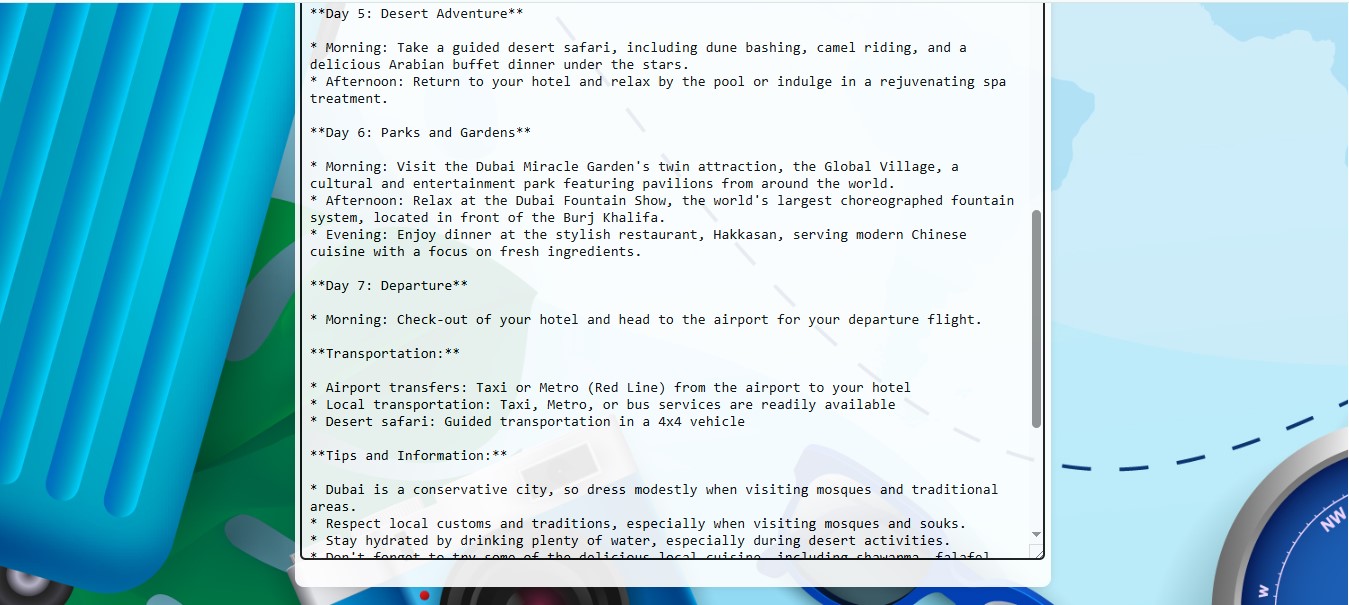 **Day 5: Desert Adventure**
* Morning: Take a guided desert safari, including dune bashing, camel riding, and a
delicious Arabian buffet dinner under the stars.
* Afternoon: Return to your hotel and relax by the pool or indulge in a rejuvenating spa
treatment.
**Day 6: Parks and Gardens**
* Morning: Visit the Dubai Miracle Garden's twin attraction, the Global Village, a
cultural and entertainment park featuring pavilions from around the world.
* Afternoon: Relax at the Dubai Fountain Show, the world's largest choreographed fountain
system, located in front of the Burj Khalifa.
* Evening: Enjoy dinner at the stylish restaurant, Hakkasan, serving modern Chinese
cuisine with a focus on fresh ingredients.
**Day 7: Departure**
* Morning: Check-out of your hotel and head to the airport for your departure flight.
**Transportation:**
* Airport transfers: Taxi or Metro (Red Line) from the airport to your hotel
* Local transportation: Taxi, Metro, or bus services are readily available
* Desert safari: Guided transportation in a 4x4 vehicle
**Tips and Information:**
* Dubai is a conservative city, so dress modestly when visiting mosques and traditional
areas.
* Respect local customs and traditions, especially when visiting mosques and souks.
* Stay hydrated by drinking plenty of water, especially during desert activities.
* Don't forget to try some of the delicious local cuisine, including shawarma, falafel,
NW
W